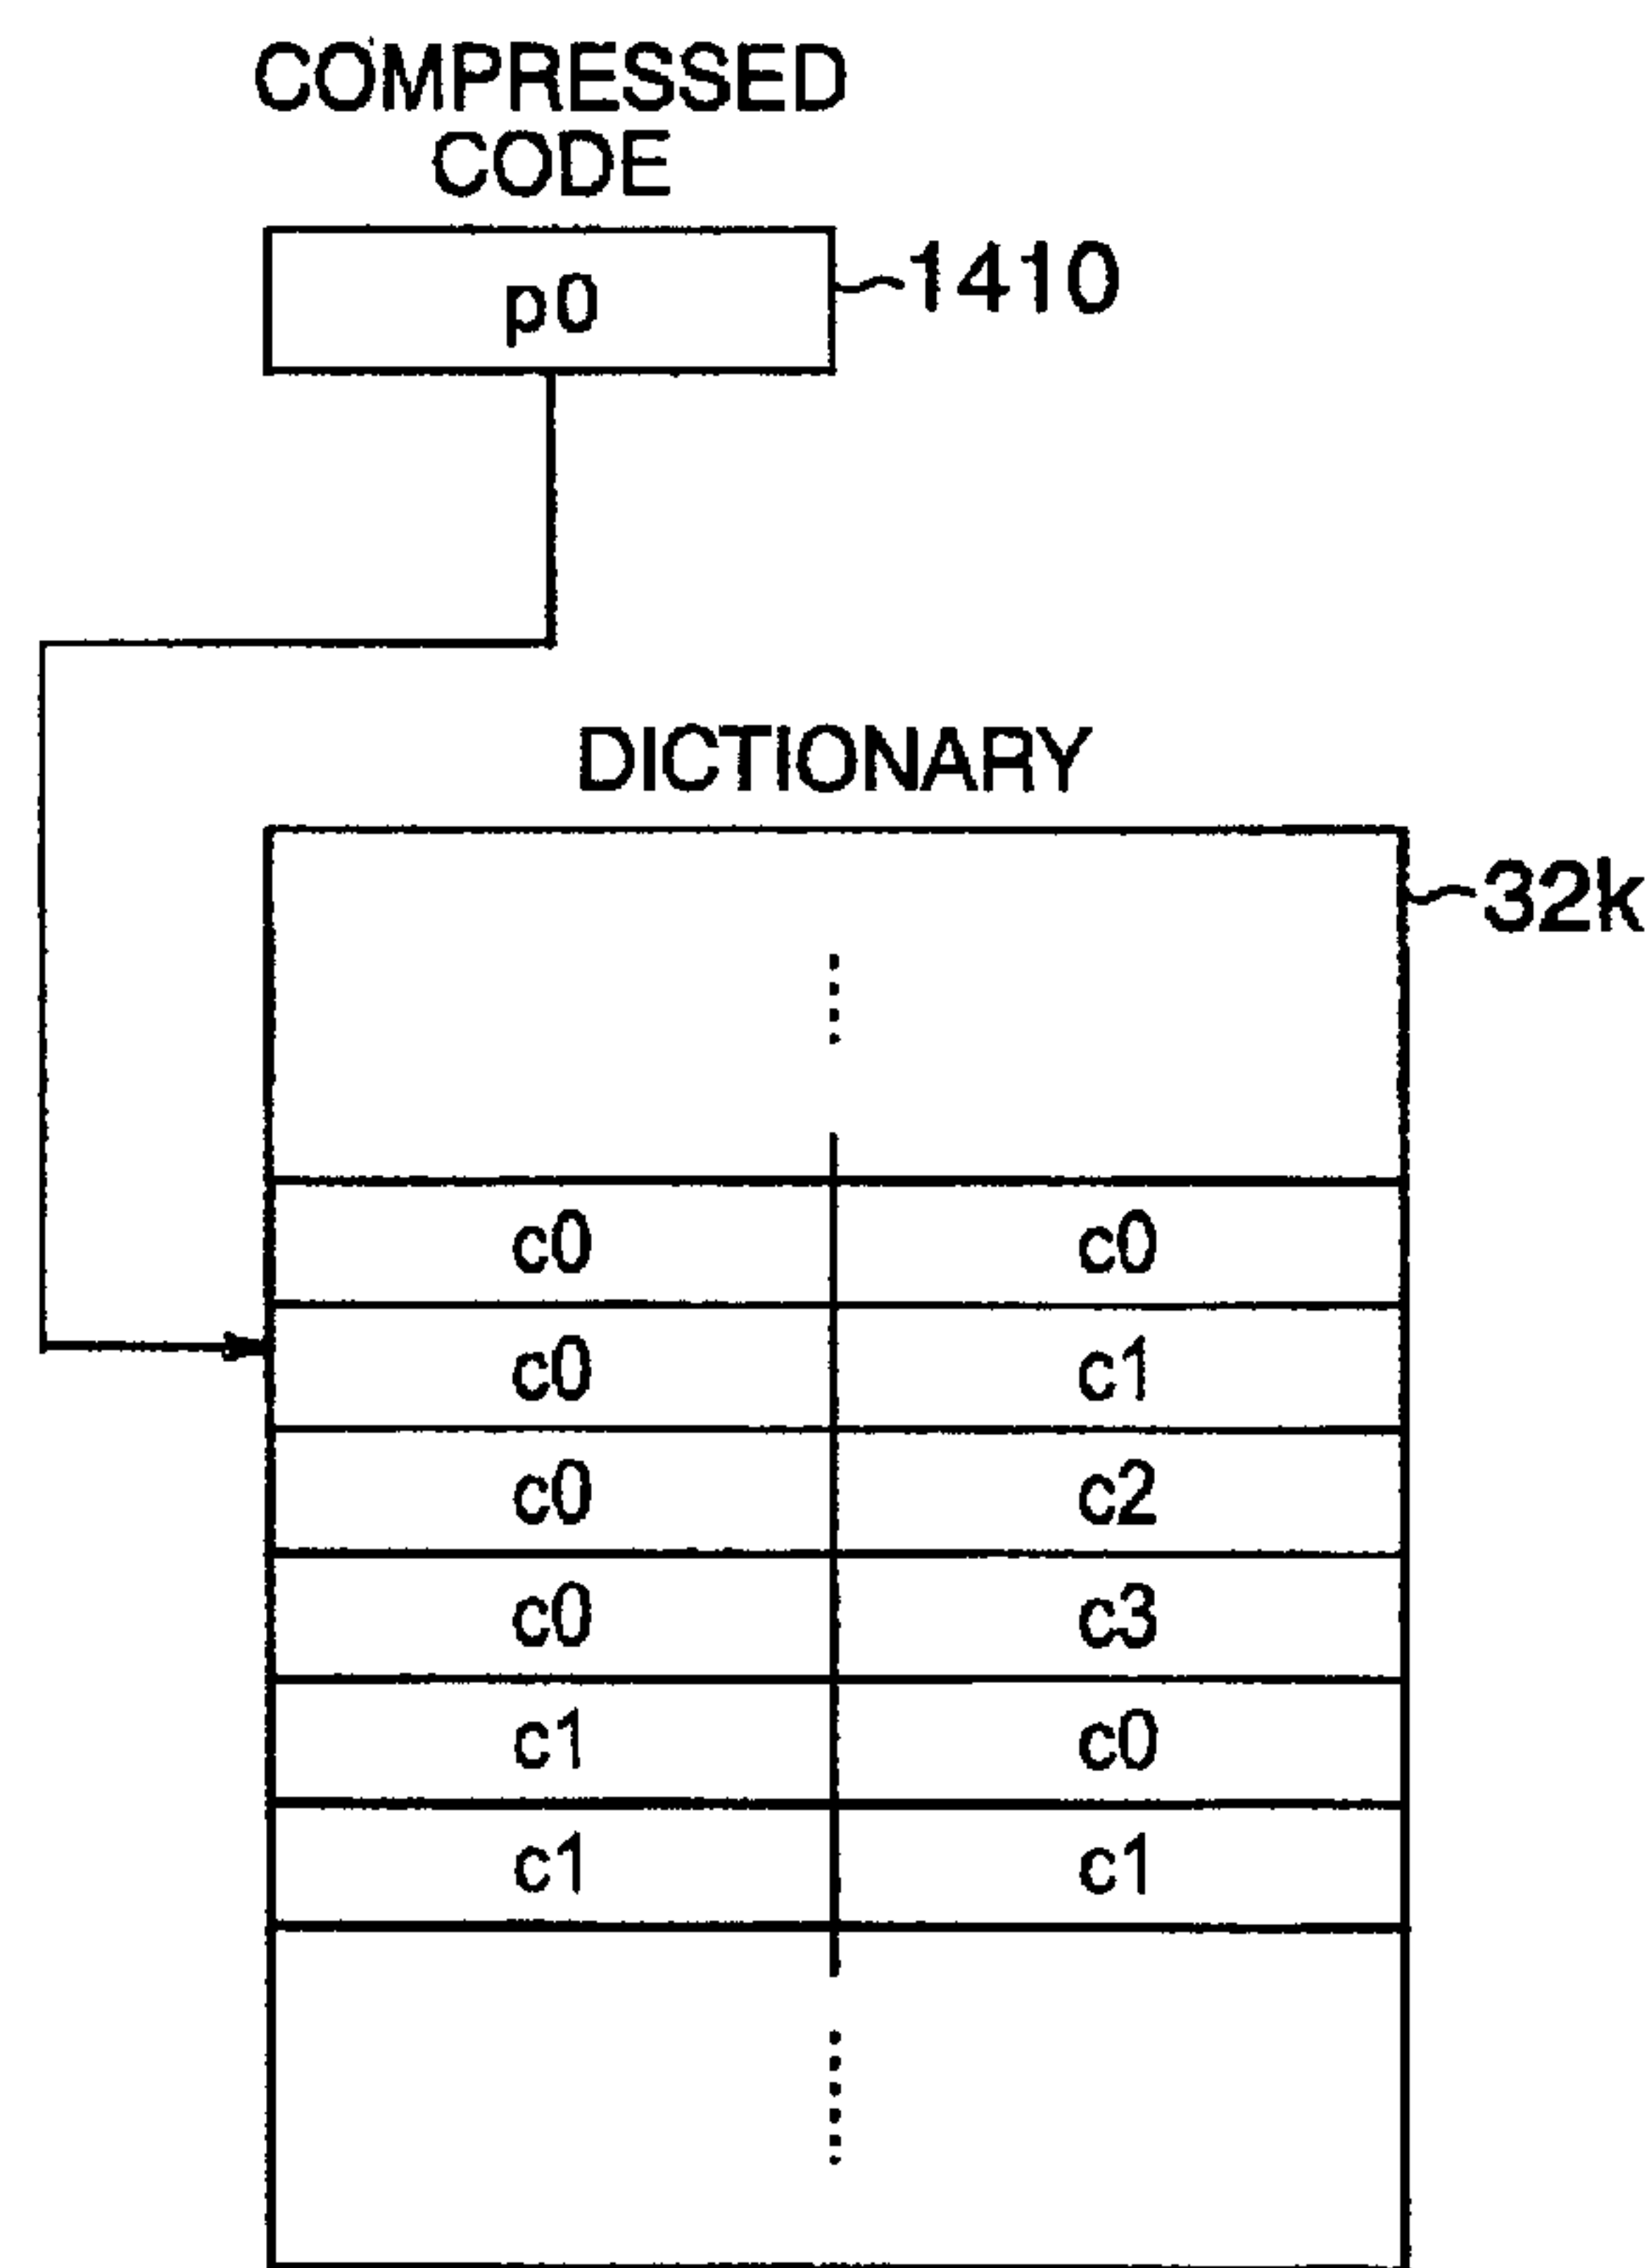 COMPRESSED
CODE
p0 1410
DICTIONARY
32k
c0 c0
c0 c1
c0 c2
c0 c3
c1 c0
c1 c1